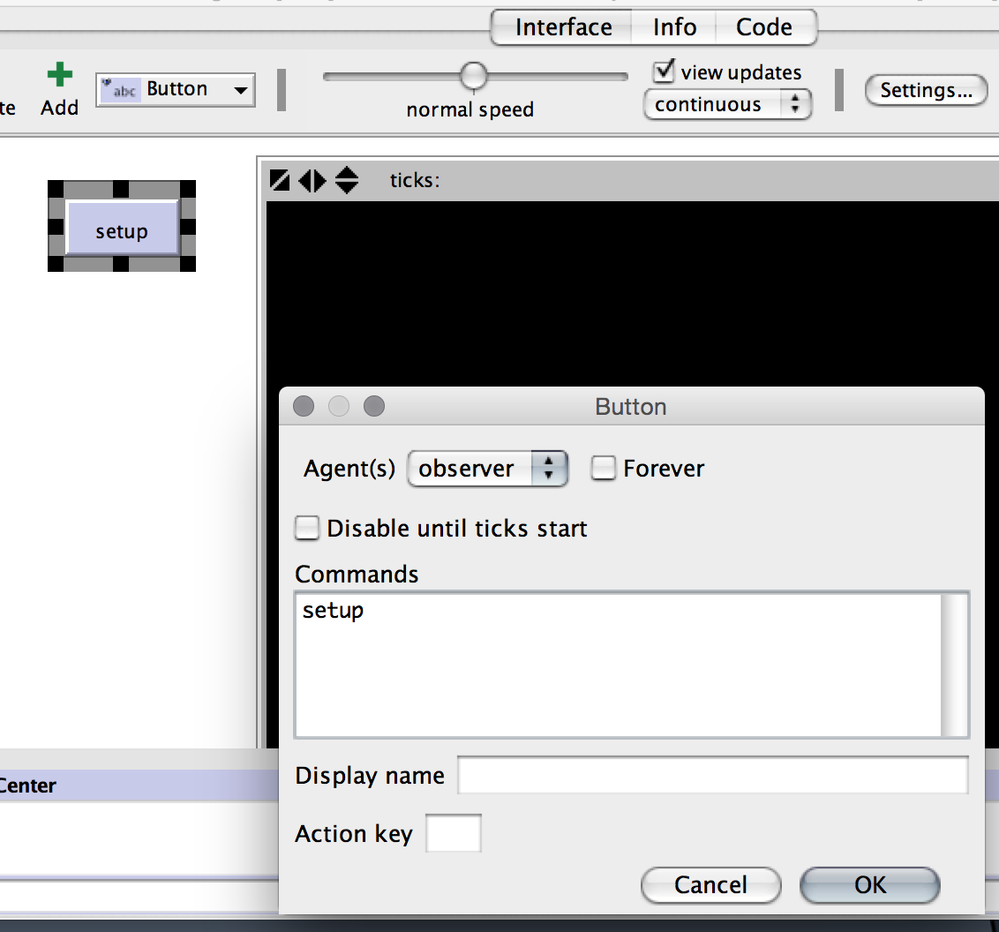 Interface Info Code
Add
abc Button
normal speed
view updates
continuous
Settings...
ticks:
setup
Button
Agent(s) observer Forever
Disable until ticks start
Commands
setup
Display name
Center
Action key
Cancel OK